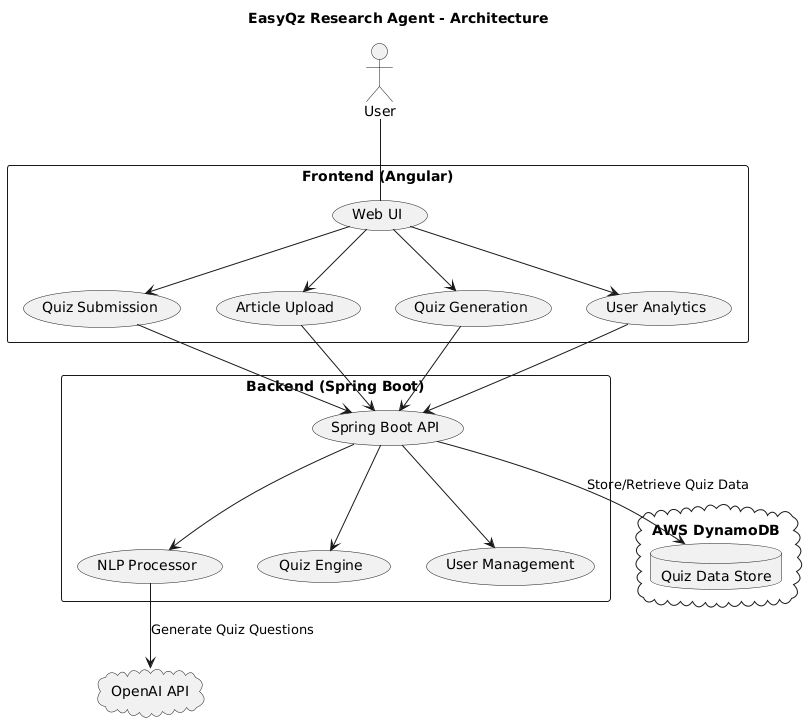 EasyQz Research Agent - Architecture
User
Frontend (Angular)
Web UI
Quiz Submission
Article Upload
Quiz Generation
User Analytics
Backend (Spring Boot)
Spring Boot API
Store/Retrieve Quiz Data
AWS DynamoDB
Quiz Data Store
NLP Processor
Quiz Engine
User Management
Generate Quiz Questions
OpenAI API